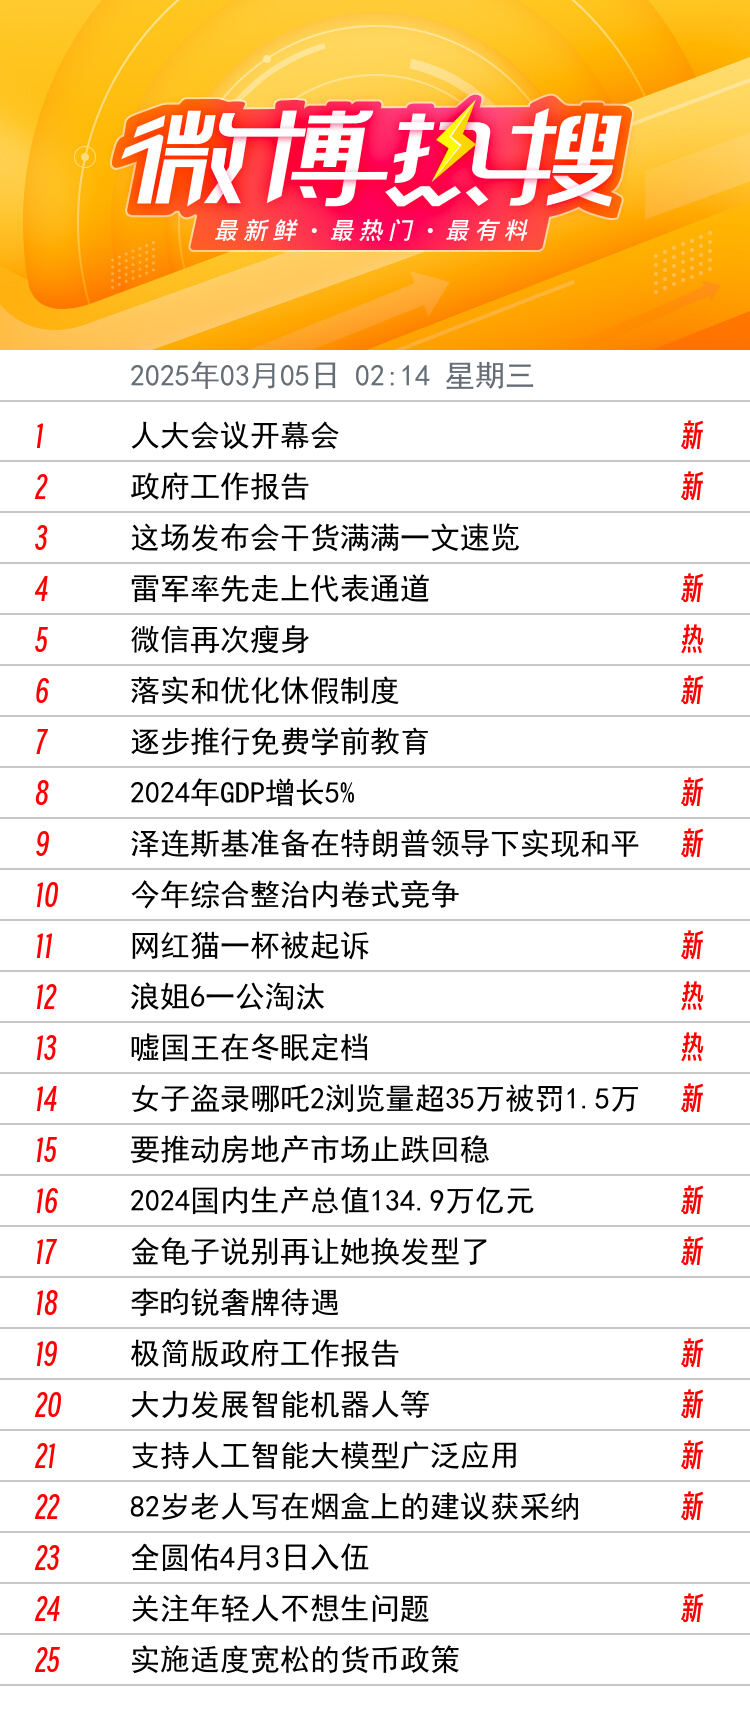 微博热搜
最新鲜·最热门·最有料
2025年03月05日 02:14 星期三
1 人大会议开幕会 新
2 政府工作报告 新
3 这场发布会干货满满一文速览
4 雷军率先走上代表通道 新
5 微信再次瘦身 热
6 落实和优化休假制度 新
7 逐步推行免费学前教育
8 2024年GDP增长5% 新
9 泽连斯基准备在特朗普领导下实现和平 新
10 今年综合整治内卷式竞争
11 网红猫一杯被起诉 新
12 浪姐6一公淘汰 热
13 嘘国王在冬眠定档 热
14 女子盗录哪吒2浏览量超35万被罚1.5万 新
15 要推动房地产市场止跌回稳
16 2024国内生产总值134.9万亿元 新
17 金龟子说别再让她换发型了 新
18 李昀锐奢牌待遇
19 极简版政府工作报告 新
20 大力发展智能机器人等 新
21 支持人工智能大模型广泛应用 新
22 82岁老人写在烟盒上的建议获采纳 新
23 全圆佑4月3日入伍
24 关注年轻人不想生问题 新
25 实施适度宽松的货币政策